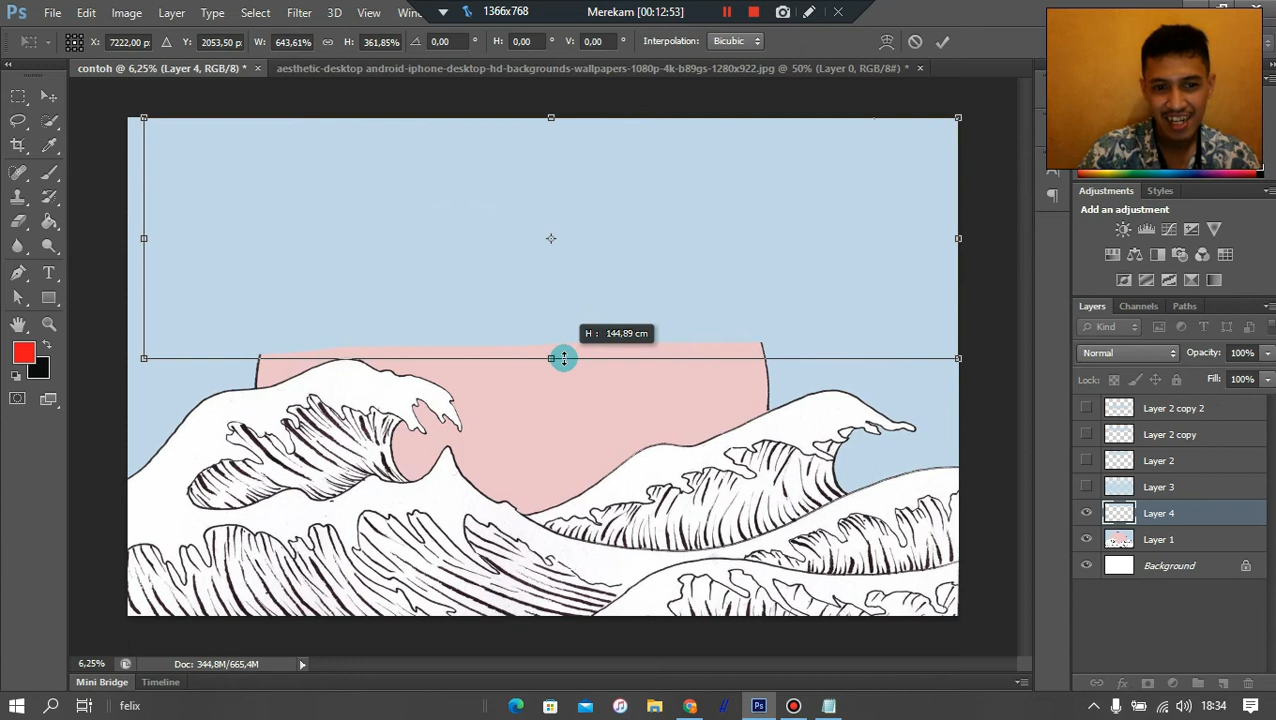 1366x768
Merekam [00:12:53]
Ps File Edit Image Layer Type Select Filter 3D View
X: 7222,00 px Y: 2053,50 px W: 643,61% H: 361,85% 0,00 H: 0,00 V: 0,00 Interpolation: Bicubic
contoh @ 6,25% (Layer 4, RGB/8) * ×
aesthetic-desktop android-iphone-desktop-hd-backgrounds-wallpapers-1080p-4k-b89gs-1280x922.jpg @ 50% (Layer 0, RGB/8#) * ×
Adjustments Styles
Add an adjustment
Layers Channels Paths
Kind
Normal Opacity: 100%
Lock: Fill: 100%
Layer 2 copy 2
Layer 2 copy
Layer 2
Layer 3
Layer 4
Layer 1
Background
H : 144,89 cm
6,25% Doc: 344,8M/665,4M
Mini Bridge Timeline
felix
Ps
18:34